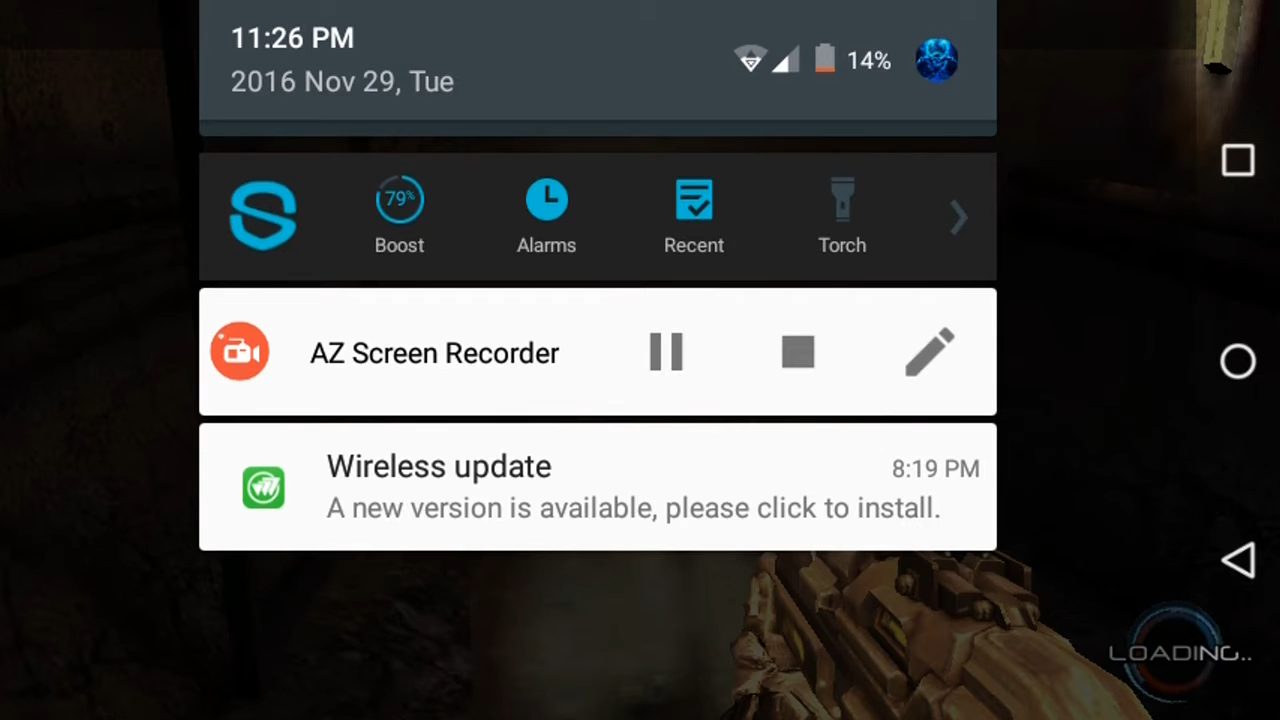 11:26 PM
2016 Nov 29, Tue
14%
79%
Boost
Alarms
Recent
Torch
AZ Screen Recorder
Wireless update
8:19 PM
A new version is available, please click to install.
LOADING..